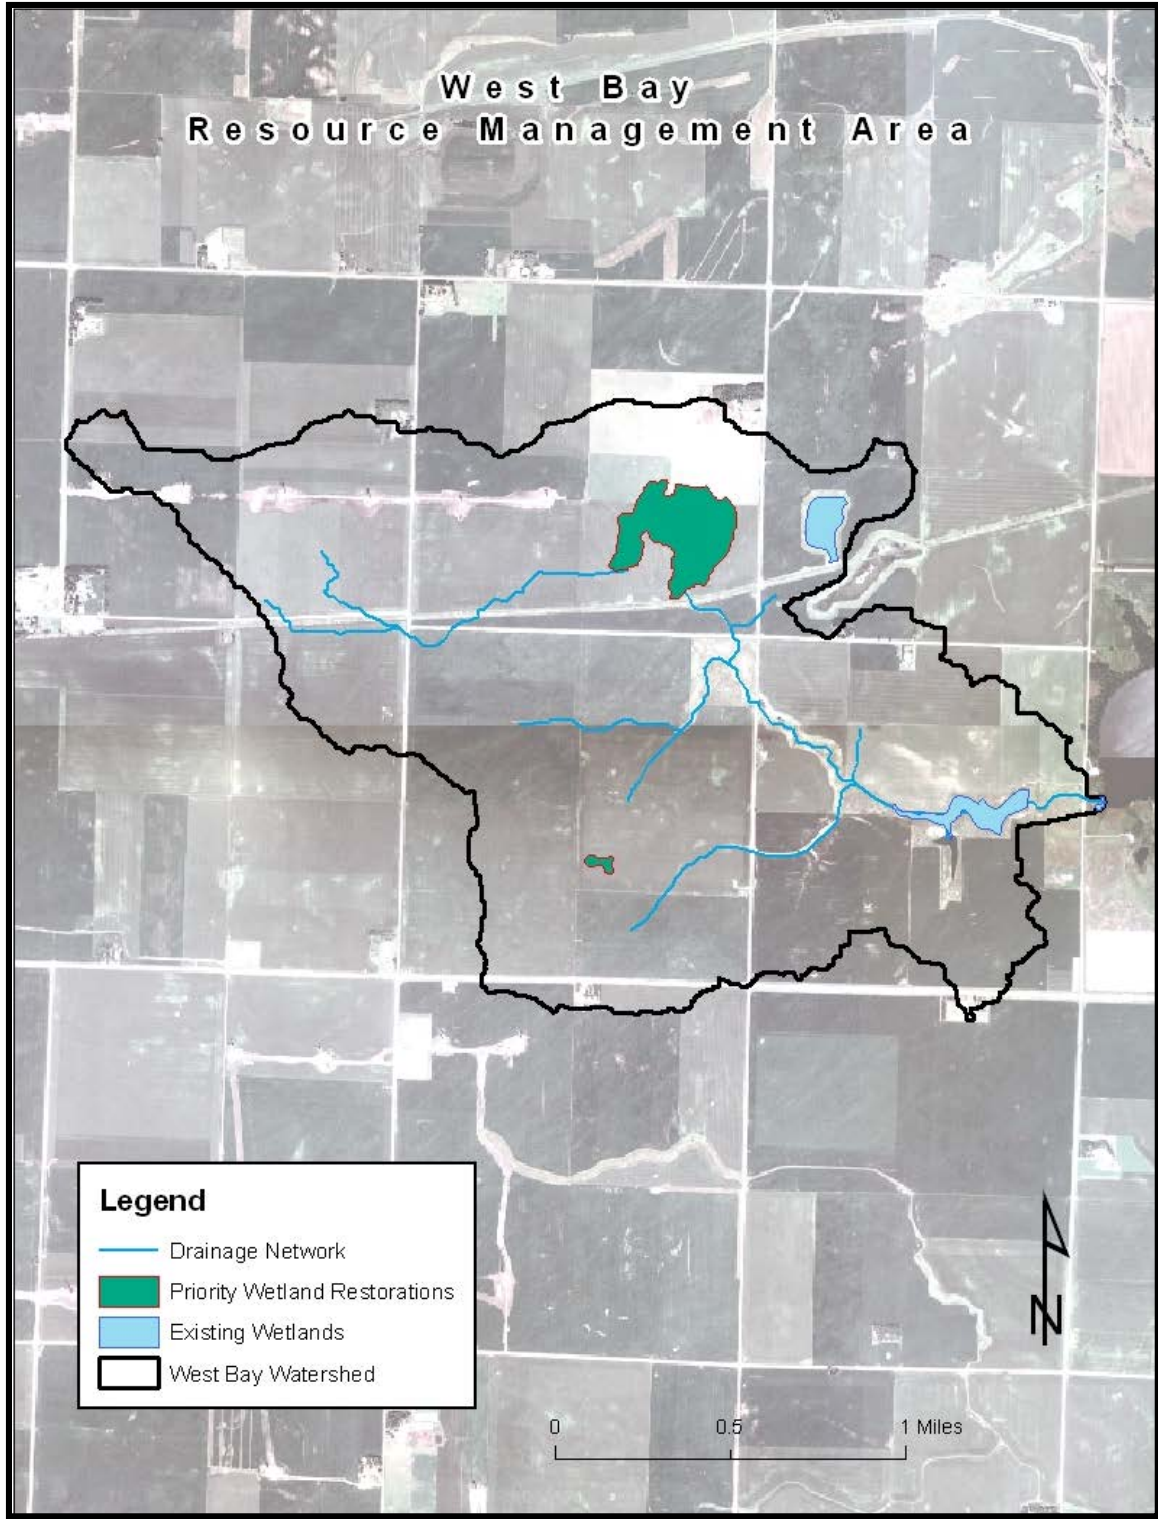 West Bay
Resource Management Area
Legend
Drainage Network
Priority Wetland Restorations
Existing Wetlands
West Bay Watershed
N
0 0.5 1 Miles